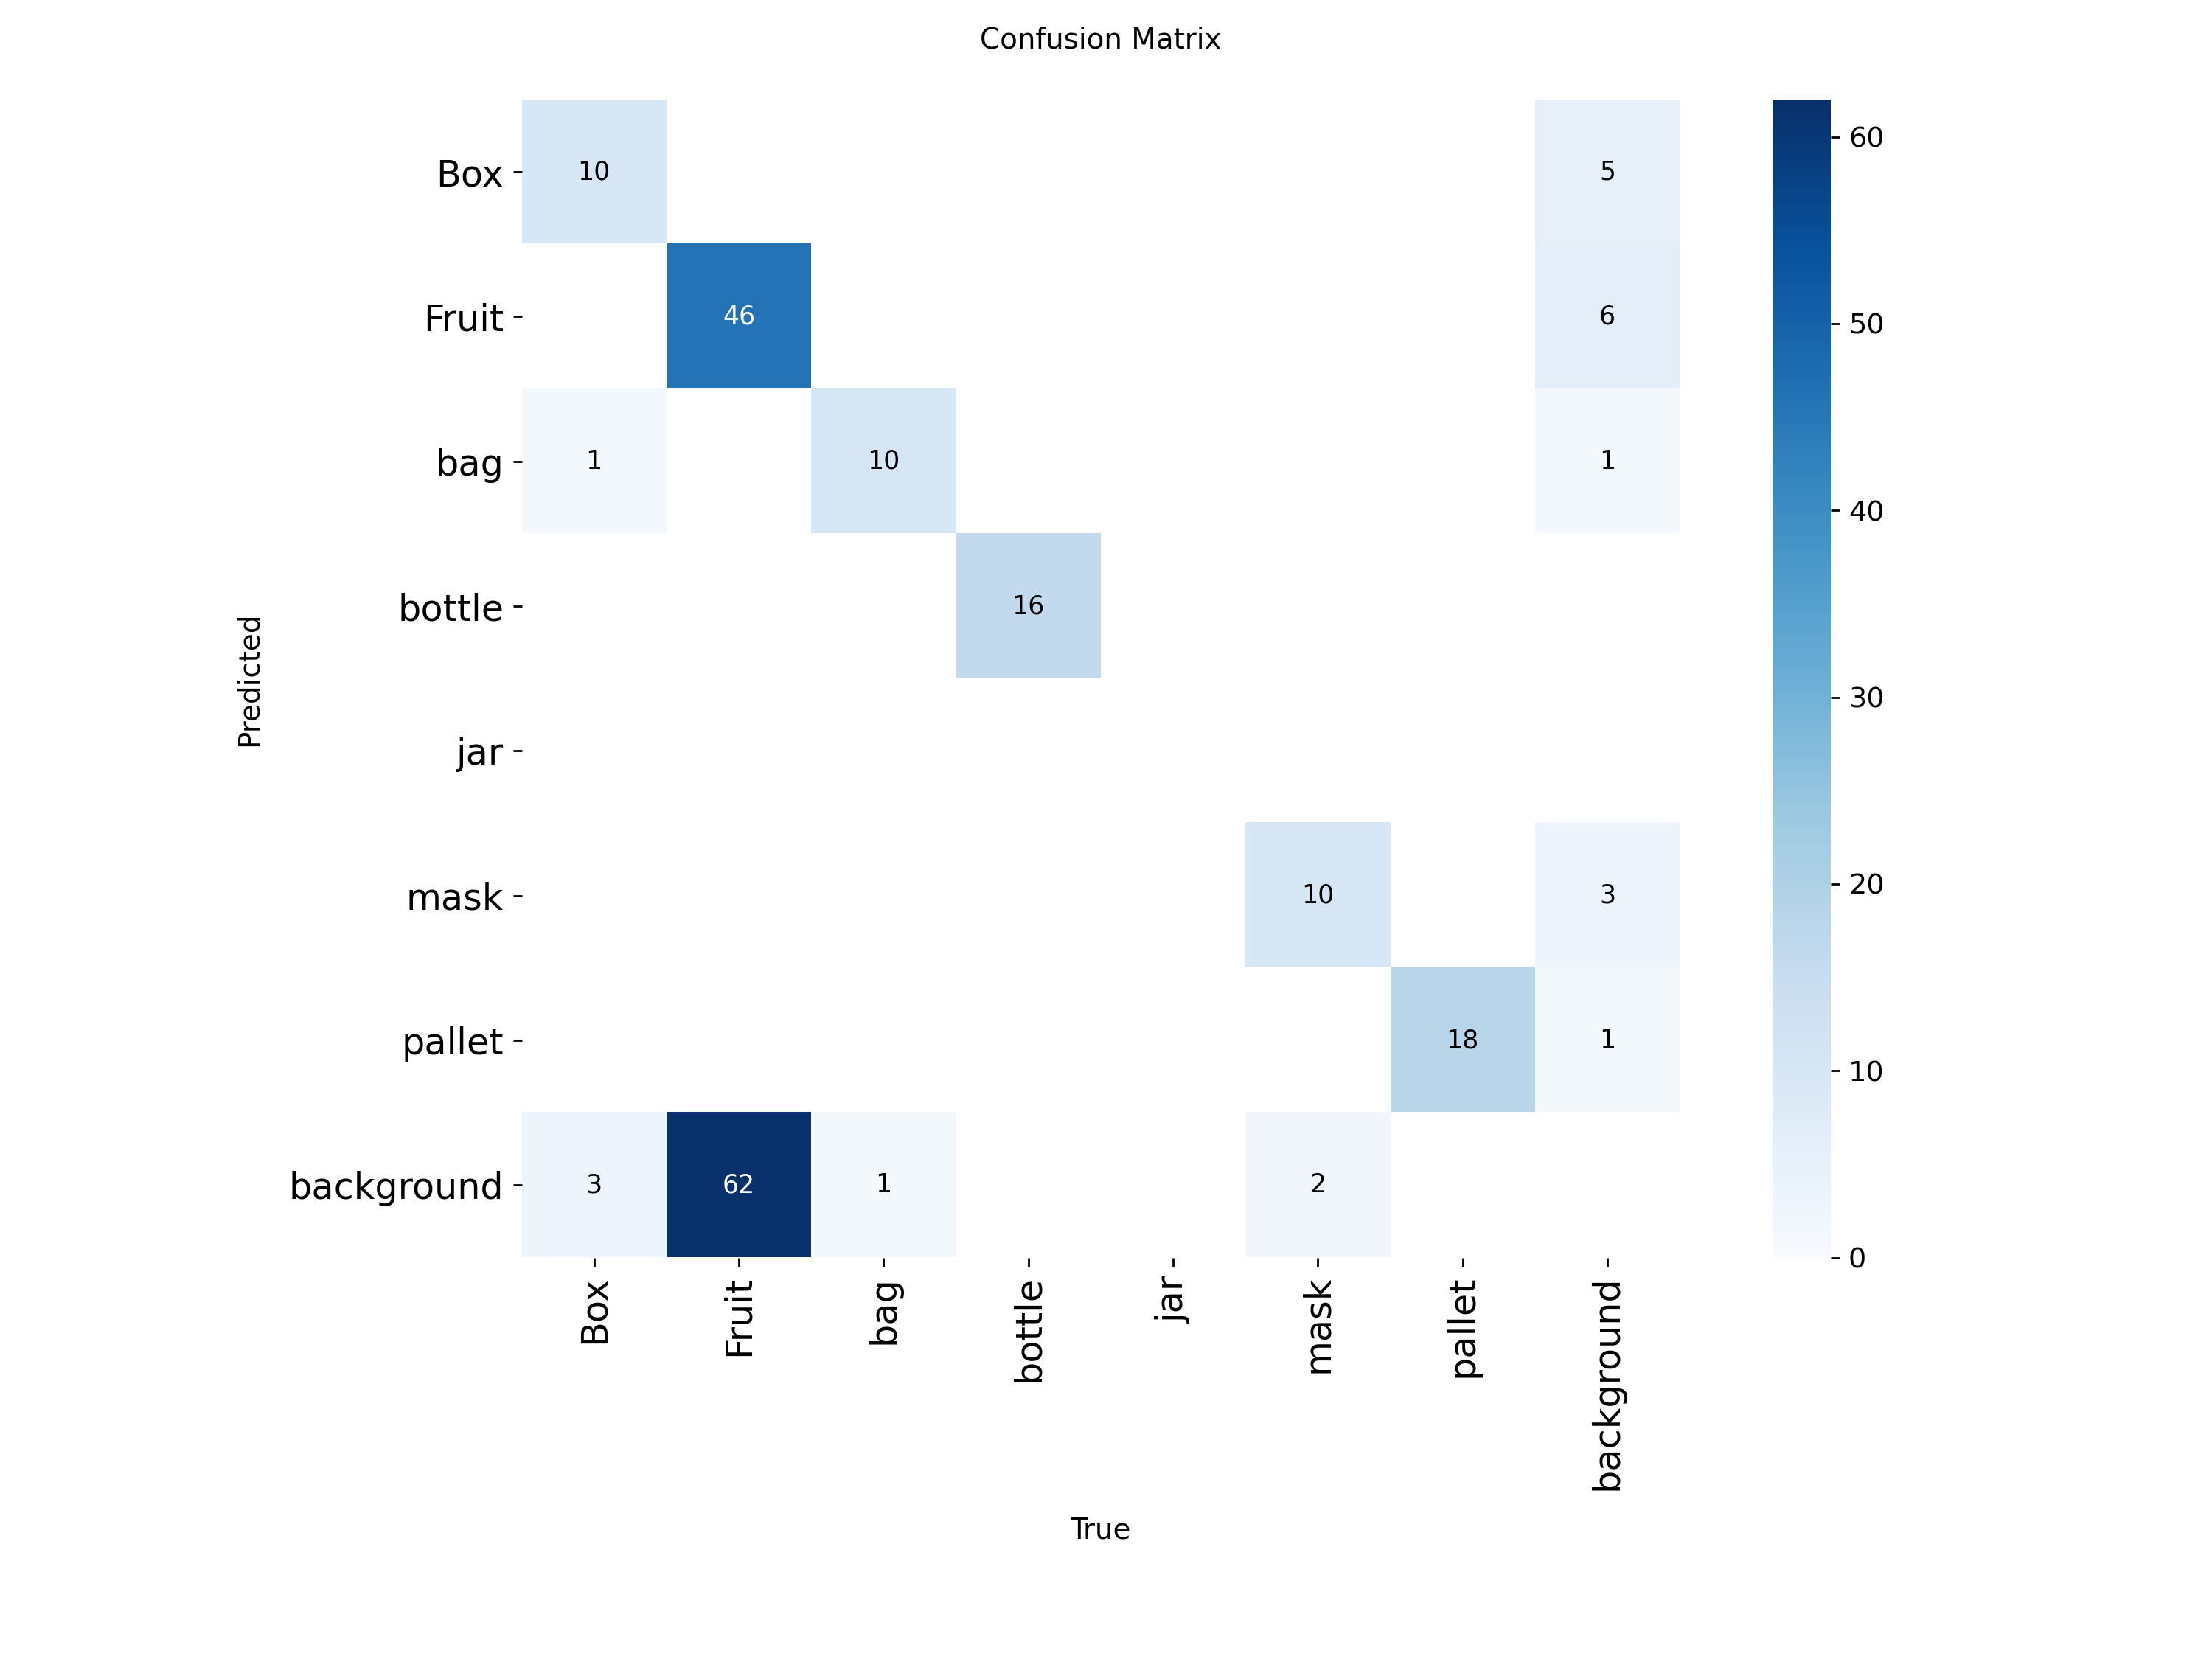 Confusion Matrix
Predicted
Box 10 5
Fruit 46 6
bag 1 10 1
bottle 16
jar
mask 10 3
pallet 18 1
background 3 62 1 2
Box Fruit bag bottle jar mask pallet background
True
60
50
40
30
20
10
0